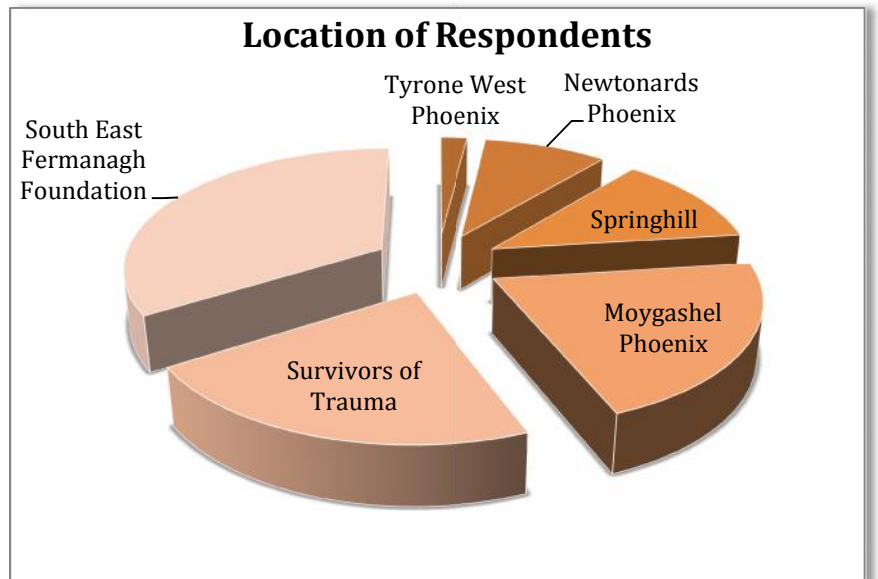 Location of Respondents
Tyrone West
Phoenix
Newtonards
Phoenix
Springhill
Moygashel
Phoenix
Survivors of
Trauma
South East
Fermanagh
Foundation